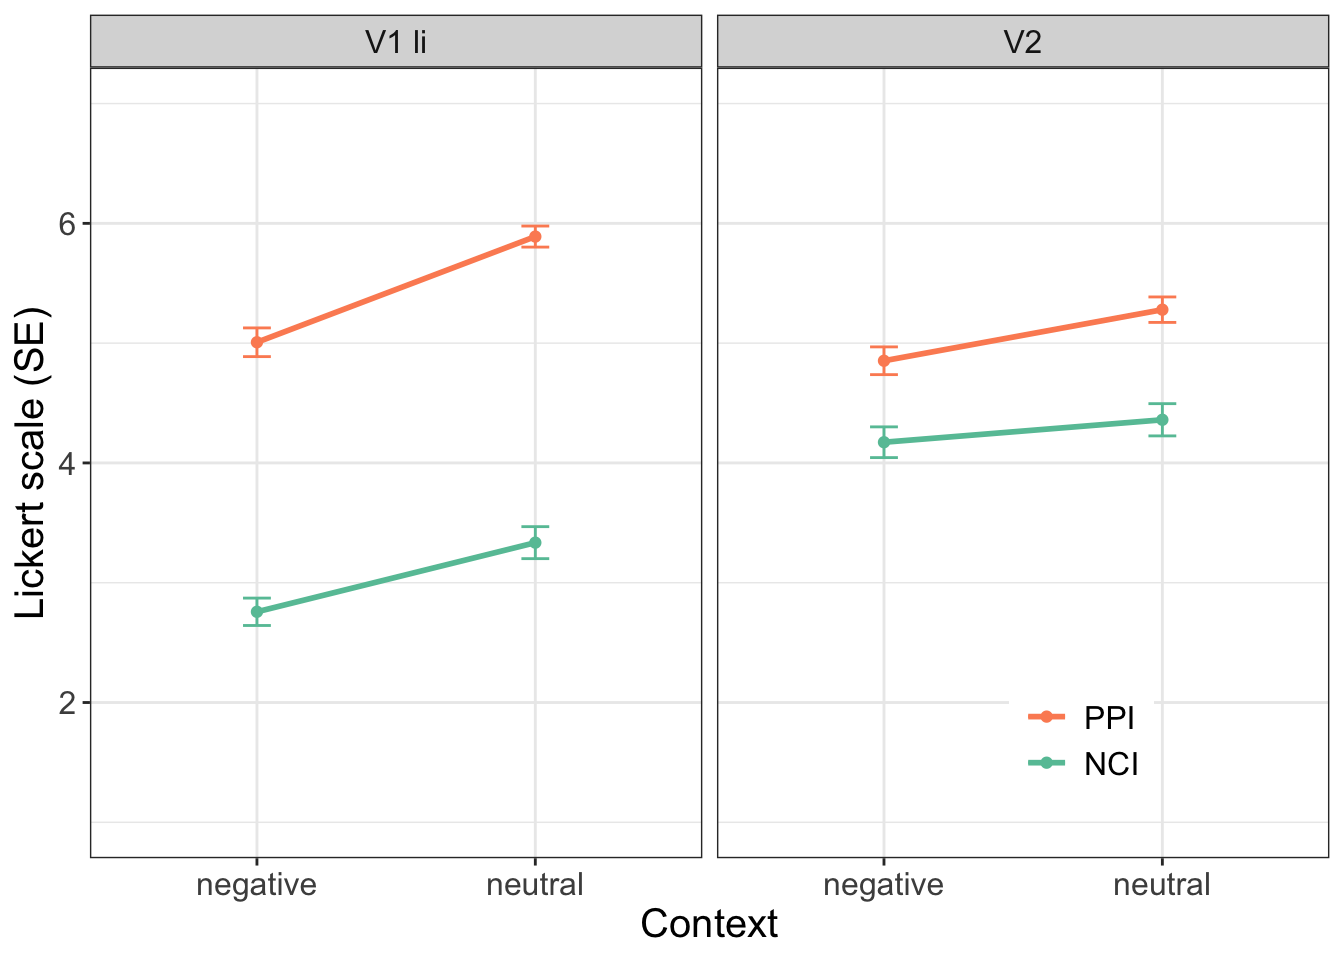 V1 li
V2
Lickert scale (SE)
6
4
2
PPI
NCI
negative
neutral
negative
neutral
Context